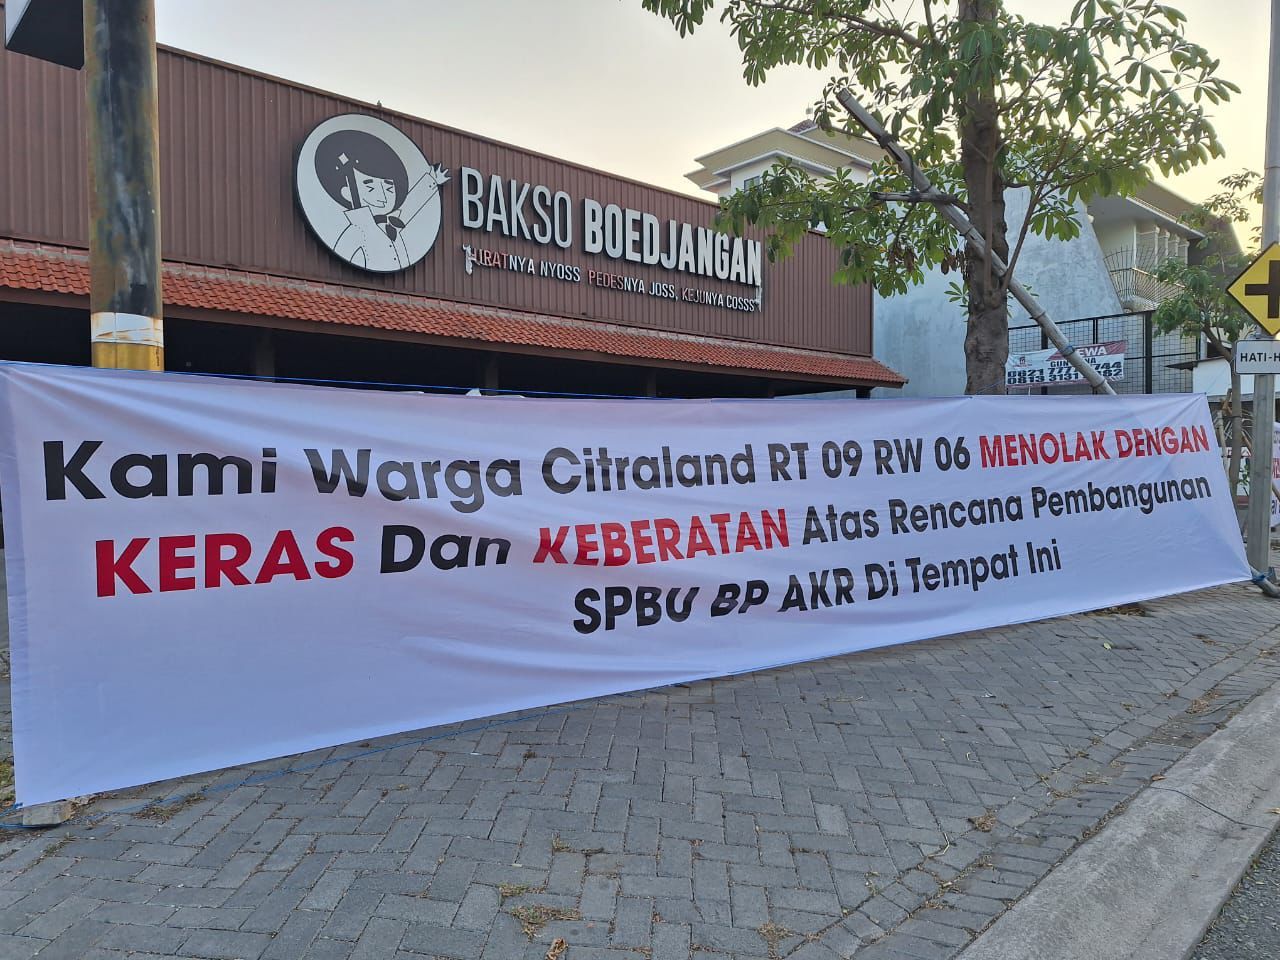 BAKSO BOEDJANGAN
URATNYA NYOSS PEDESNYA JOSS, KEJUNYA COSSS
HATI-H
Kami Warga Citraland RT 09 RW 06 MENOLAK DENGAN
KERAS Dan KEBERATAN Atas Rencana Pembangunan
SPBU BP AKR Di Tempat Ini